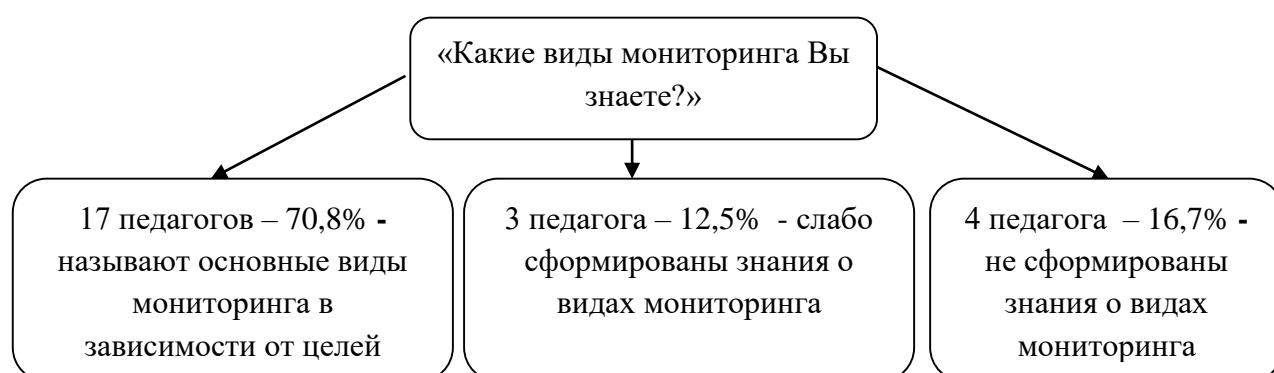 «Какие виды мониторинга Вы
знаете?»
17 педагогов – 70,8% -
называют основные виды
мониторинга в
зависимости от целей
3 педагога – 12,5% - слабо
сформированы знания о
видах мониторинга
4 педагога – 16,7% -
не сформированы
знания о видах
мониторинга